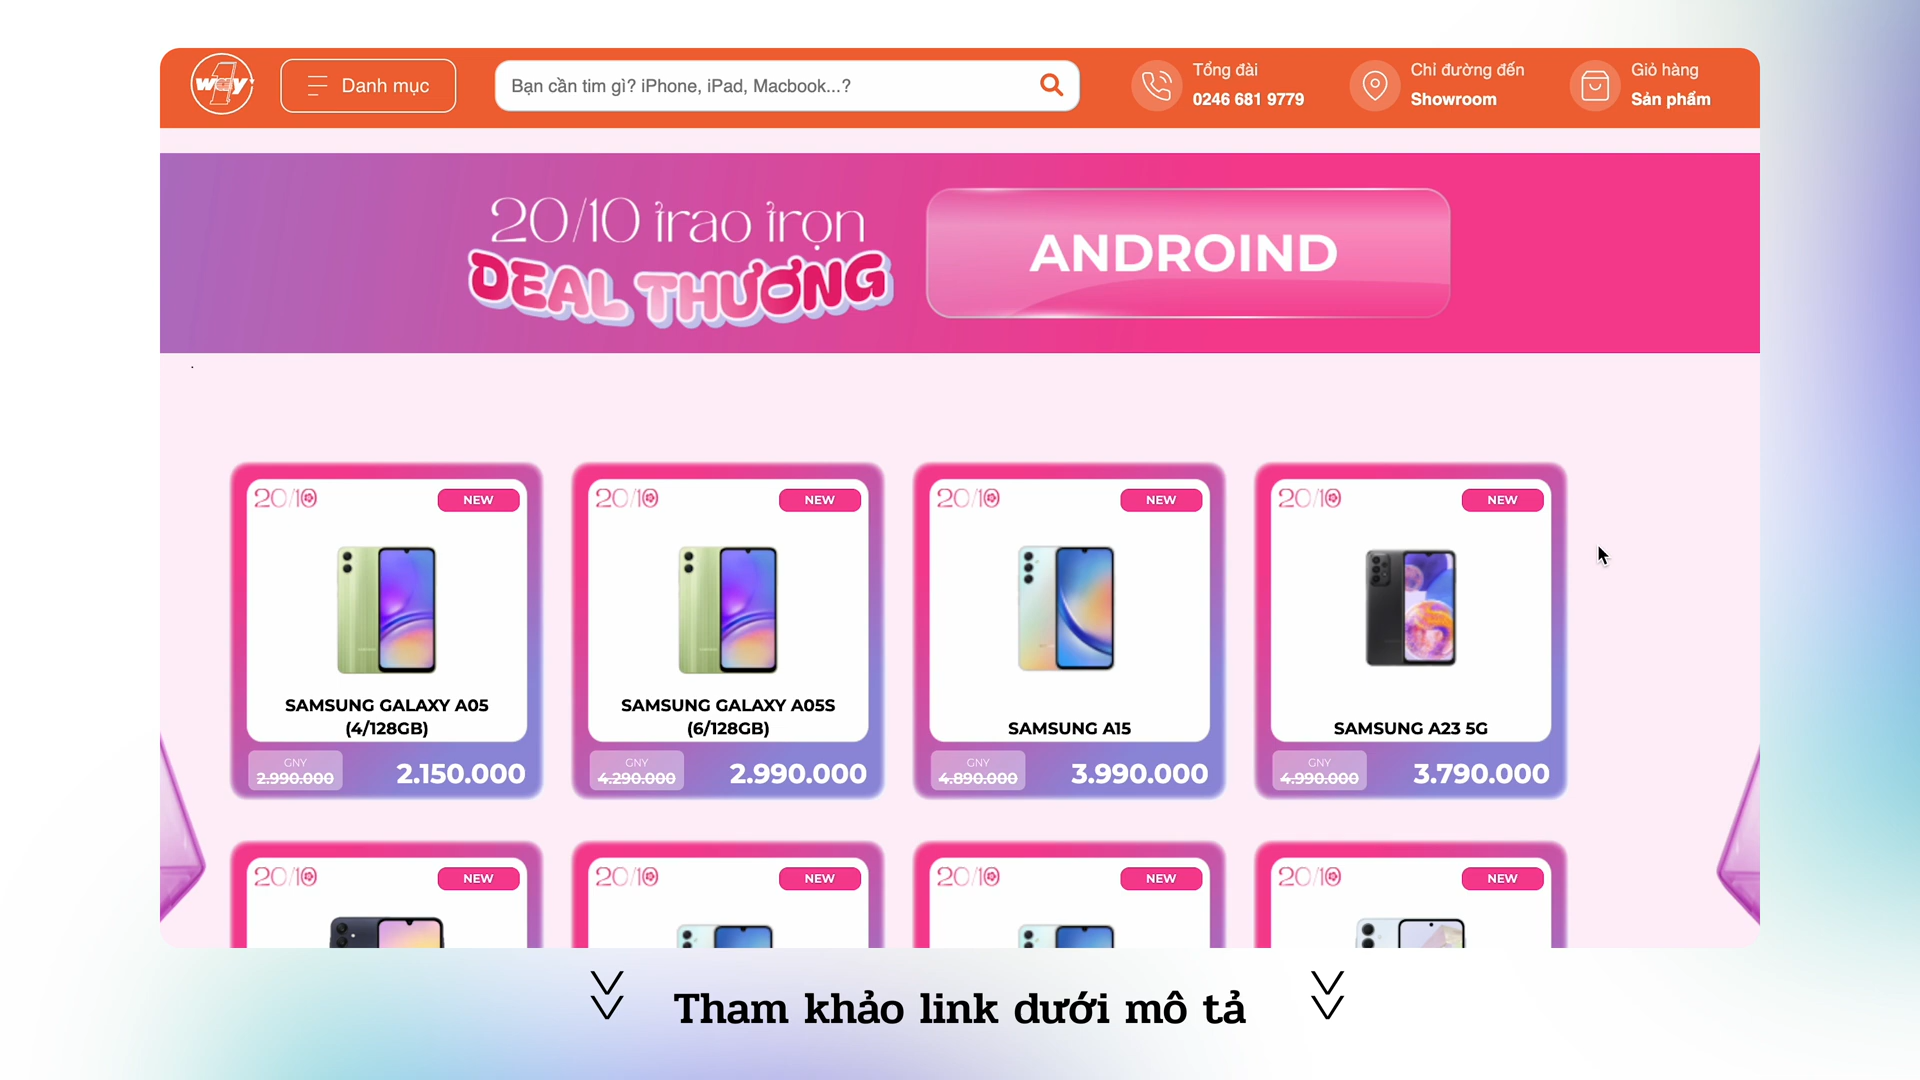 way
Danh mục
Bạn cần tìm gì? iPhone, iPad, Macbook...?
Tổng đài
0246 681 9779
Chỉ đường đến
Showroom
Giỏ hàng
Sản phẩm
20/10 trao trọn
DEAL THƯƠNG
ANDROIND
20/10 NEW
20/10 NEW
20/10 NEW
20/10 NEW
SAMSUNG GALAXY A05
(4/128GB)
GNY
2.990.000
2.150.000
SAMSUNG GALAXY A05S
(6/128GB)
GNY
4.290.000
2.990.000
SAMSUNG A15
GNY
4.890.000
3.990.000
SAMSUNG A23 5G
GNY
4.990.000
3.790.000
20/10 NEW
20/10 NEW
20/10 NEW
20/10 NEW
Tham khảo link dưới mô tả